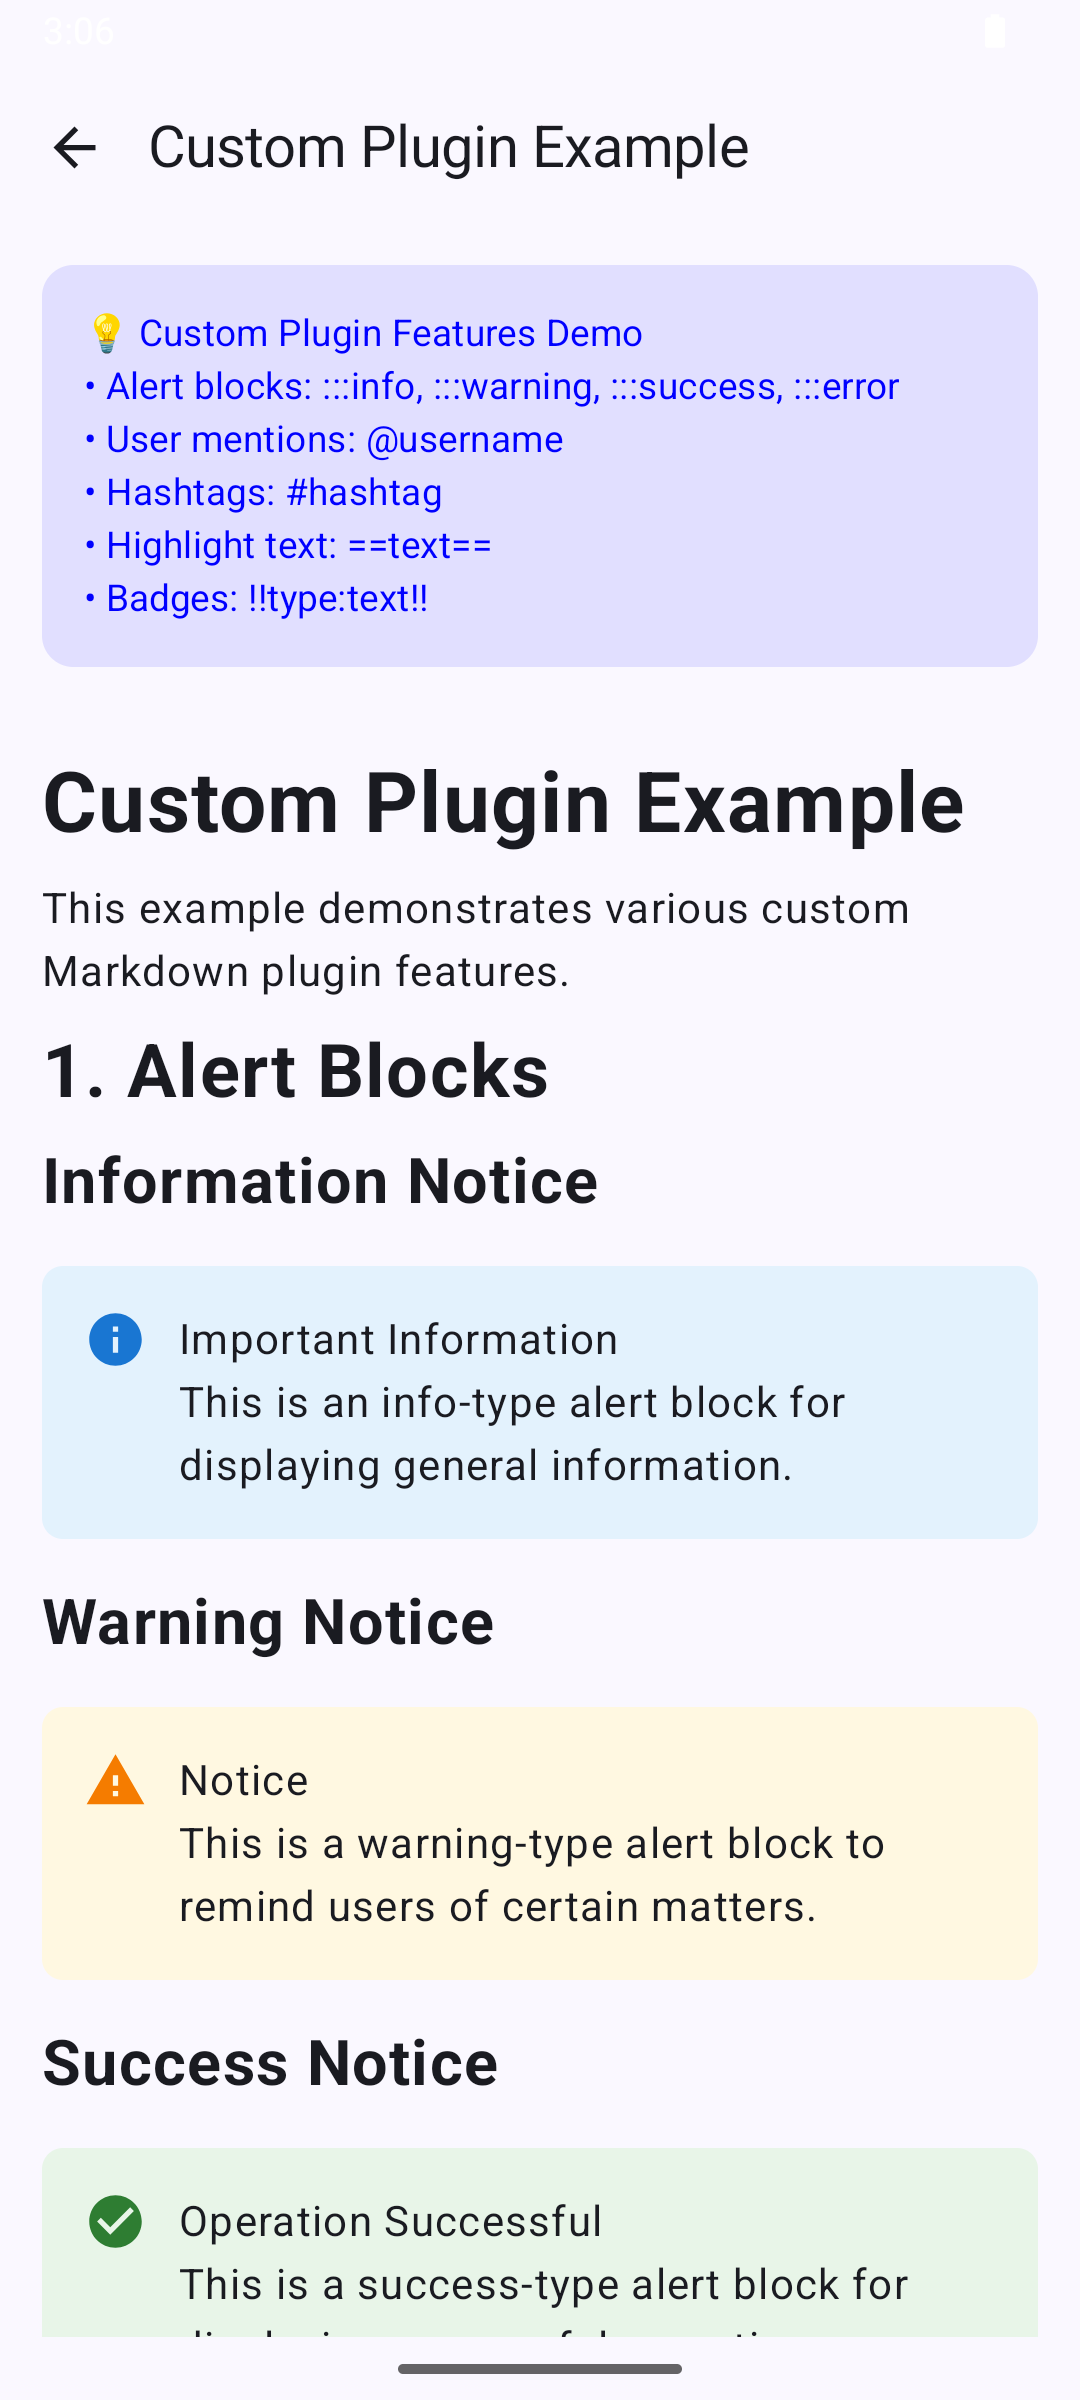 3:06
Custom Plugin Example
💡 Custom Plugin Features Demo
• Alert blocks: :::info, :::warning, :::success, :::error
• User mentions: @username
• Hashtags: #hashtag
• Highlight text: ==text==
• Badges: !!type:text!!
Custom Plugin Example
This example demonstrates various custom
Markdown plugin features.
1. Alert Blocks
Information Notice
Important Information
This is an info-type alert block for
displaying general information.
Warning Notice
Notice
This is a warning-type alert block to
remind users of certain matters.
Success Notice
Operation Successful
This is a success-type alert block for